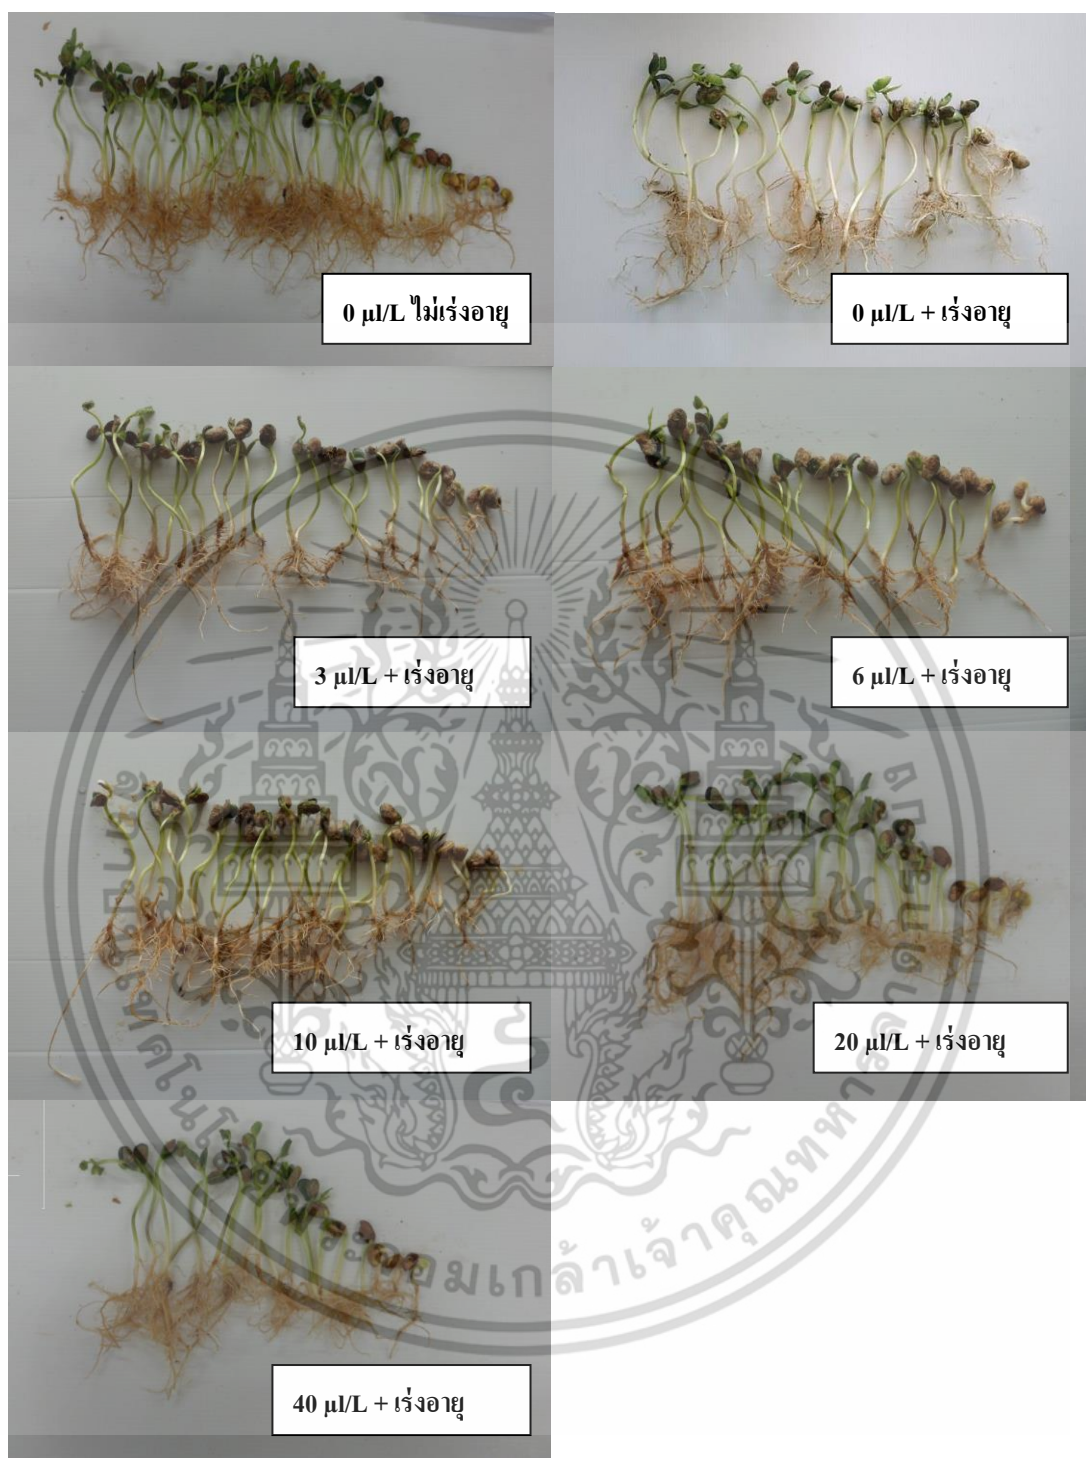 0 µl/L ไม่เร่งอายุ
0 µl/L + เร่งอายุ
3 µl/L + เร่งอายุ
6 µl/L + เร่งอายุ
10 µl/L + เร่งอายุ
20 µl/L + เร่งอายุ
40 µl/L + เร่งอายุ